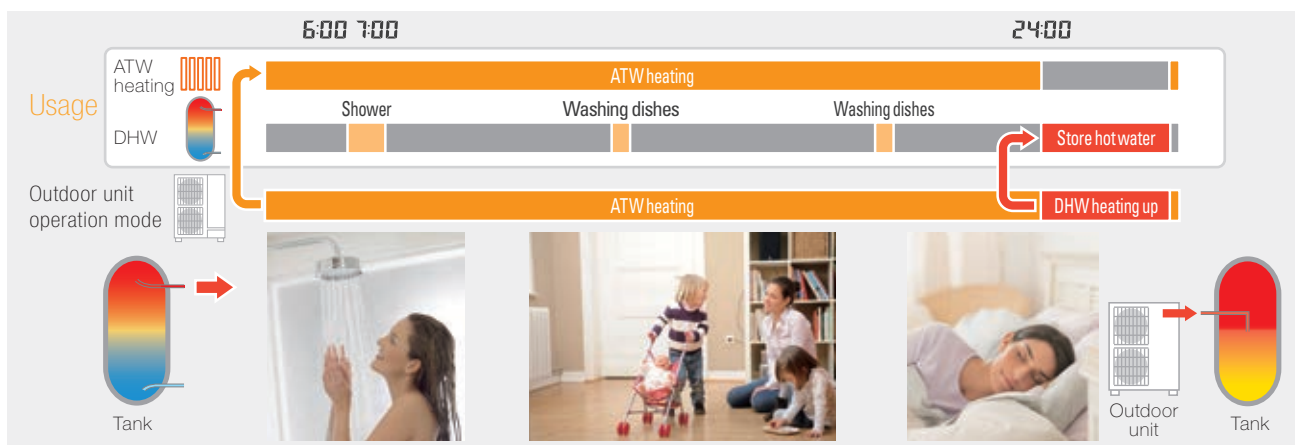 6:00 7:00
24:00
Usage
ATW
heating
ATW heating
Shower
Washing dishes
Washing dishes
DHW
Store hot water
Outdoor unit
operation mode
ATW heating
DHW heating up
Tank
Outdoor
unit
Tank